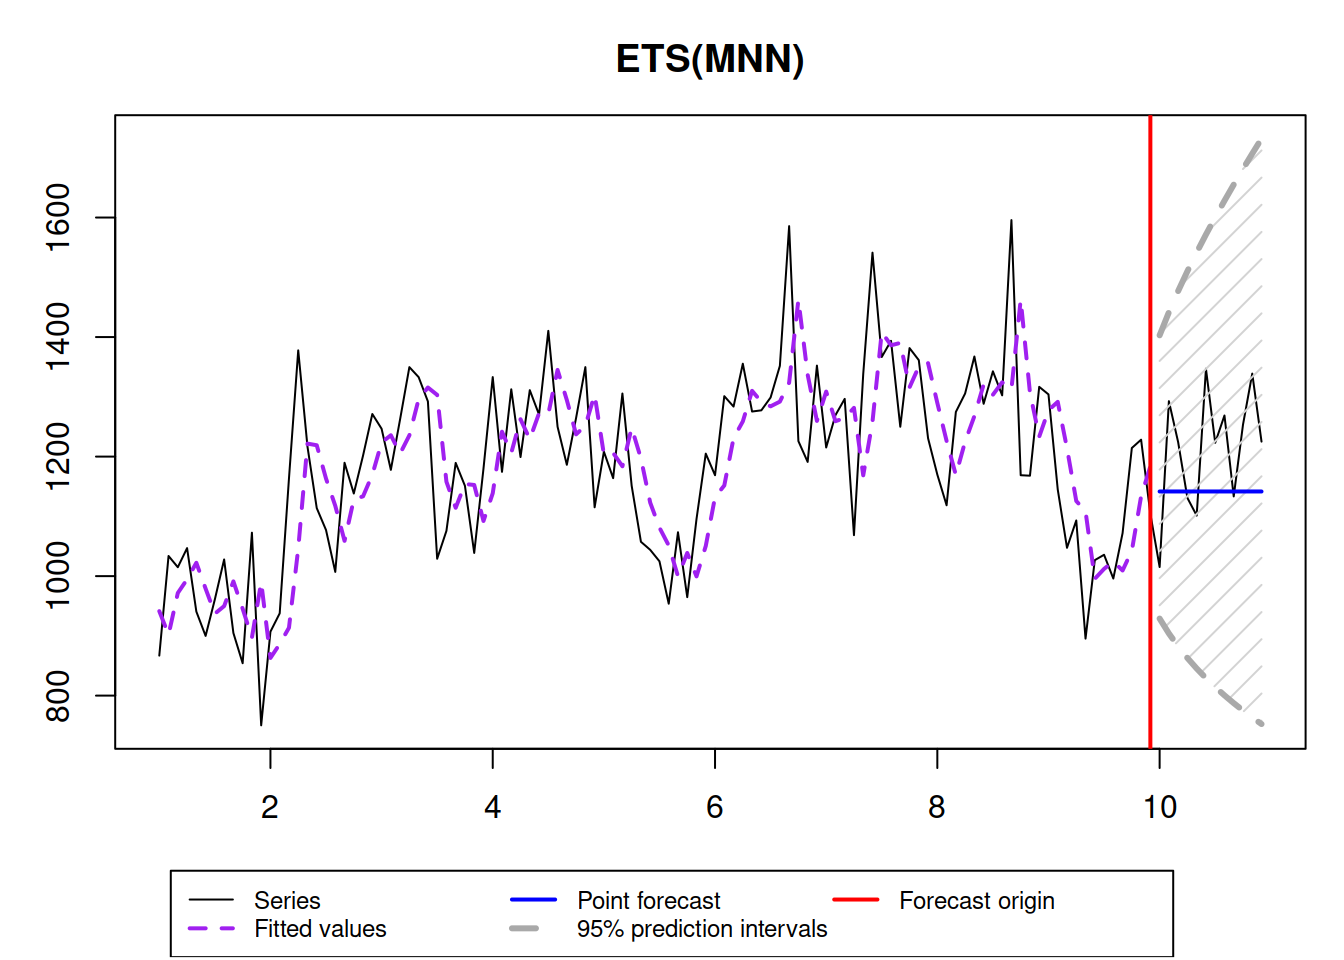 ETS(MNN)
1600
1400
1200
1000
800
2 4 6 8 10
Series Point forecast Forecast origin
Fitted values 95% prediction intervals